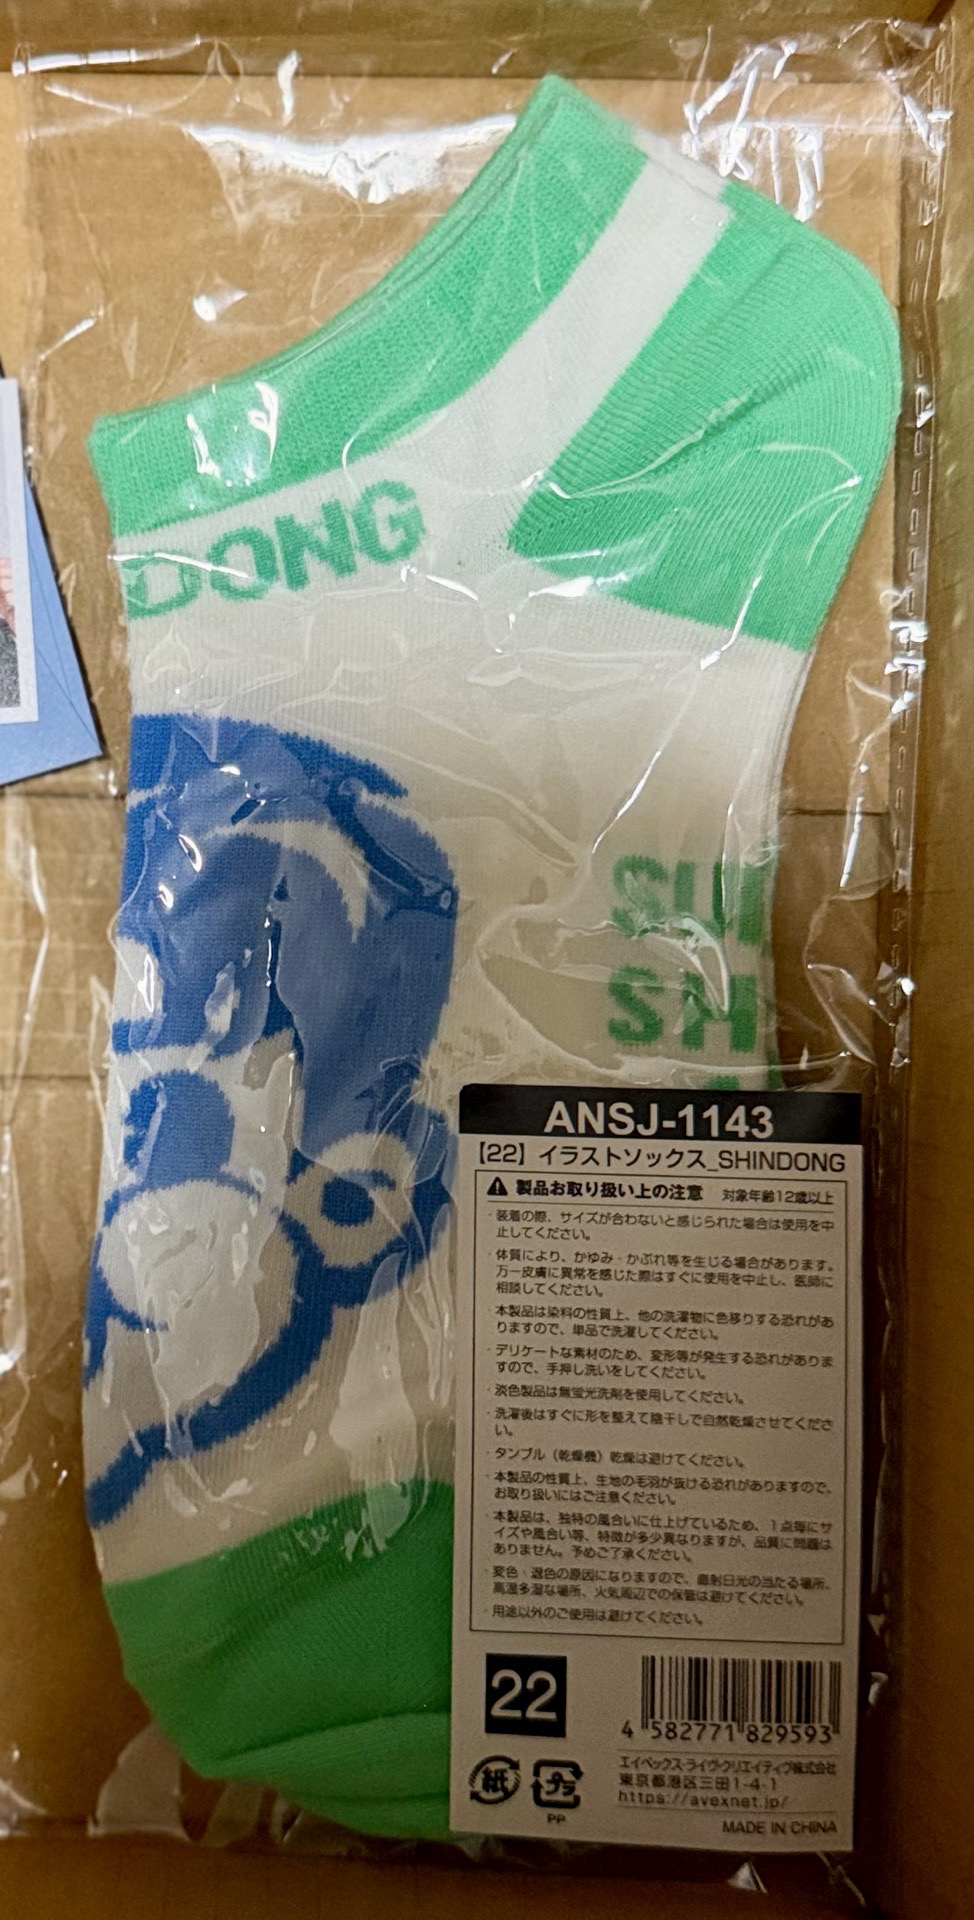 DONG
SH
HS
ANSJ-1143
【22】イラストソックス_SHINDONG
製品お取り扱い上の注意 対象年齢12歳以上
・装着の際、サイズが合わないと感じられた場合は使用を中
止してください。
・体質により、かゆみ・かぶれ等を生じる場合があります。
万一皮膚に異常を感じた際はすぐに使用を中止し、医師に
相談してください。
・本製品は染料の性質上、他の洗濯物に色移りする恐れがあ
りますので、単品で洗濯してください。
・デリケートな素材のため、変形等が発生する恐れがありま
すので、手押し洗いをしてください。
・淡色製品は無蛍光洗剤を使用してください。
・洗濯後はすぐに形を整えて陰干しで自然乾燥させてくださ
い。
・タンブル（乾燥機）乾燥は避けてください。
・本製品の性質上、生地の毛羽が抜ける恐れがありますので、
お取り扱いにはご注意ください。
・本製品は、独特の風合いに仕上げているため、1点毎にサ
イズや風合い等、特徴が多少異なりますが、品質に問題は
ありません。予めご了承ください。
・変色・退色の原因になりますので、直射日光の当たる場所、
高温多湿な場所、火気周辺での保管は避けてください。
・用途以外のご使用は避けてください。
22
4 582771 829593
紙
プラ
PP
エイベックス・ライヴ・クリエイティヴ株式会社
東京都港区三田1-4-1
https://avexnet.jp/
MADE IN CHINA